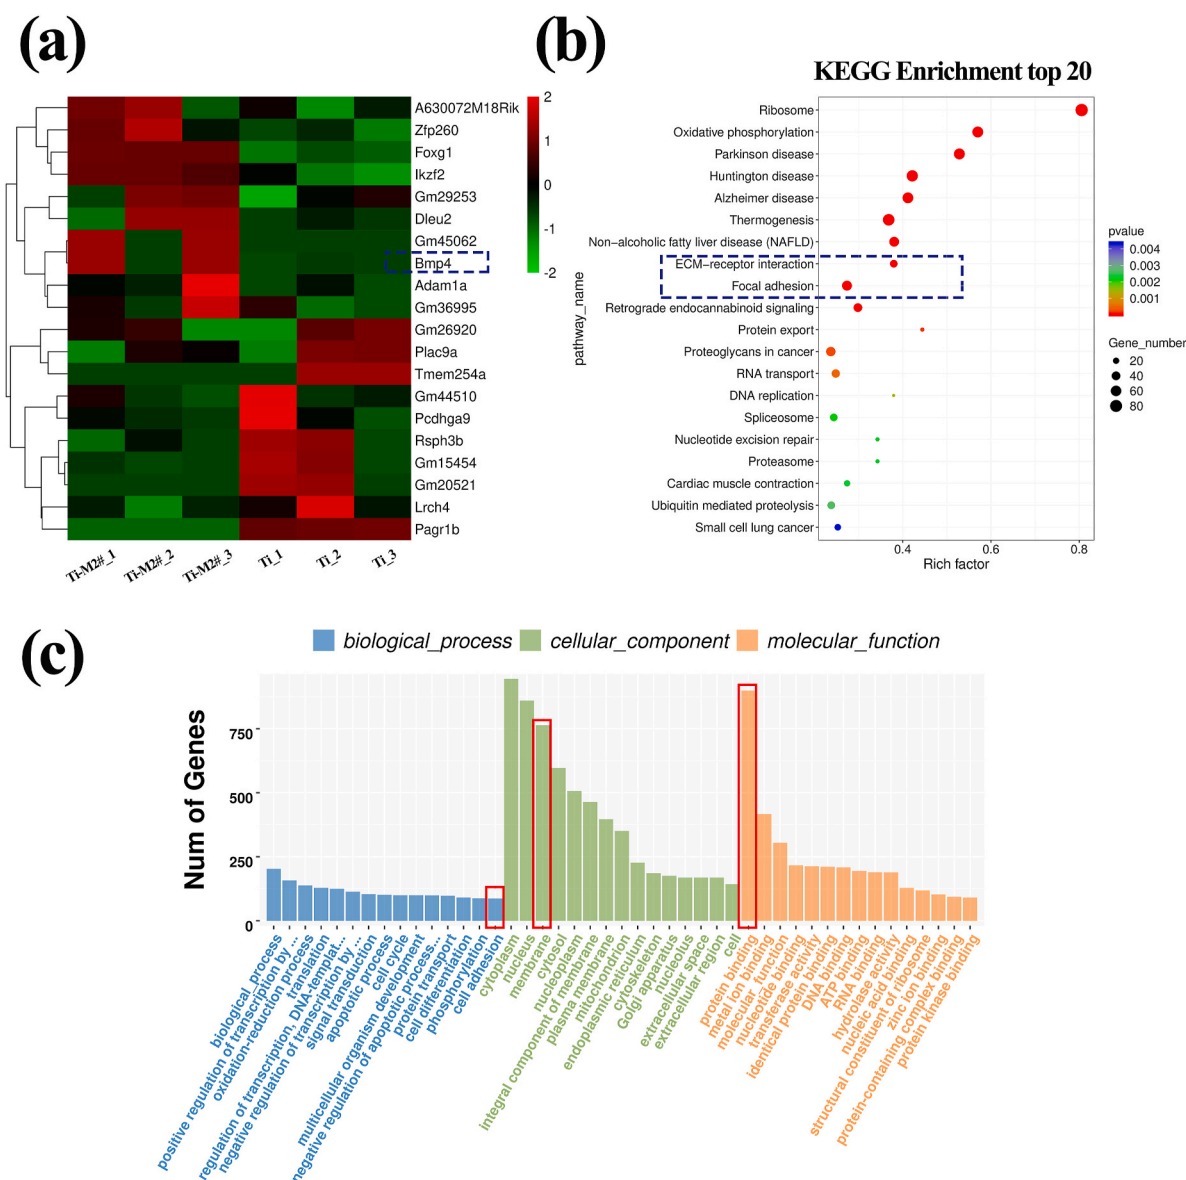 (a)
A630072M18Rik
Zfp260
Foxg1
Ikzf2
Gm29253
Dleu2
Gm45062
Bmp4
Adam1a
Gm36995
Gm26920
Plac9a
Tmem254a
Gm44510
Pcdhga9
Rsph3b
Gm15454
Gm20521
Lrch4
Pagr1b
2
1
0
-1
-2
Ti-M2#_1
Ti-M2#_2
Ti-M2#_3
Ti_1
Ti_2
Ti_3
(b)
KEGG Enrichment top 20
pathway_name
Ribosome
Oxidative phosphorylation
Parkinson disease
Huntington disease
Alzheimer disease
Thermogenesis
Non−alcoholic fatty liver disease (NAFLD)
ECM−receptor interaction
Focal adhesion
Retrograde endocannabinoid signaling
Protein export
Proteoglycans in cancer
RNA transport
DNA replication
Spliceosome
Nucleotide excision repair
Proteasome
Cardiac muscle contraction
Ubiquitin mediated proteolysis
Small cell lung cancer
0.4
0.6
0.8
Rich factor
pvalue
0.004
0.003
0.002
0.001
Gene_number
20
40
60
80
(c)
biological_process
cellular_component
molecular_function
Num of Genes
750
500
250
0
biological_process
positive regulation of transcription by ...
oxidation-reduction process
translation
regulation of transcription, DNA-templat...
negative regulation of transcription by ...
signal transduction
apoptotic process
cell cycle
multicellular organism development
negative regulation of apoptotic process...
protein transport
cell differentiation
phosphorylation
cell adhesion
cytoplasm
nucleus
membrane
cytosol
nucleoplasm
integral component of membrane
plasma membrane
mitochondrion
endoplasmic reticulum
cytoskeleton
Golgi apparatus
nucleolus
extracellular space
extracellular region
cell
protein binding
metal ion binding
molecular_function
nucleotide binding
transferase activity
identical protein binding
DNA binding
ATP binding
RNA binding
hydrolase activity
nucleic acid binding
structural constituent of ribosome
zinc ion binding
protein-containing complex binding
protein kinase binding